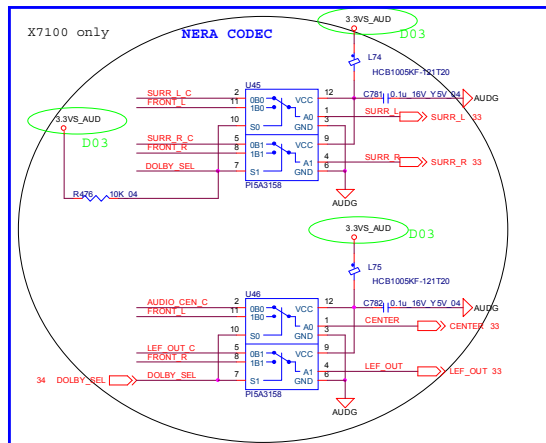 X7100 only NERA CODEC
3.3VS_AUD
D03
L74
HCB1005KF-121T20
U45
SURR_L_C 2 0B0 VCC 12 C781 0.1u_16V_Y5V_04 AUDG
FRONT_L 11 1B0
A0 1 SURR_L SURR_L 33
10 S0 GND 3
3.3VS_AUD
D03
SURR_R_C 5 0B1 VCC 9
FRONT_R 8 1B1
A1 4 SURR_R SURR_R 33
DOLBY_SEL 7 S1 GND 6
PI5A3158
R476 10K_04
AUDG
3.3VS_AUD
D03
L75
HCB1005KF-121T20
U46
AUDIO_CEN_C 2 0B0 VCC 12 C782 0.1u_16V_Y5V_04 AUDG
FRONT_L 11 1B0
A0 1 CENTER CENTER 33
10 S0 GND 3
LEF_OUT_C 5 0B1 VCC 9
FRONT_R 8 1B1
A1 4 LEF_OUT LEF_OUT 33
34 DOLBY_SEL DOLBY_SEL 7 S1 GND 6
PI5A3158
AUDG